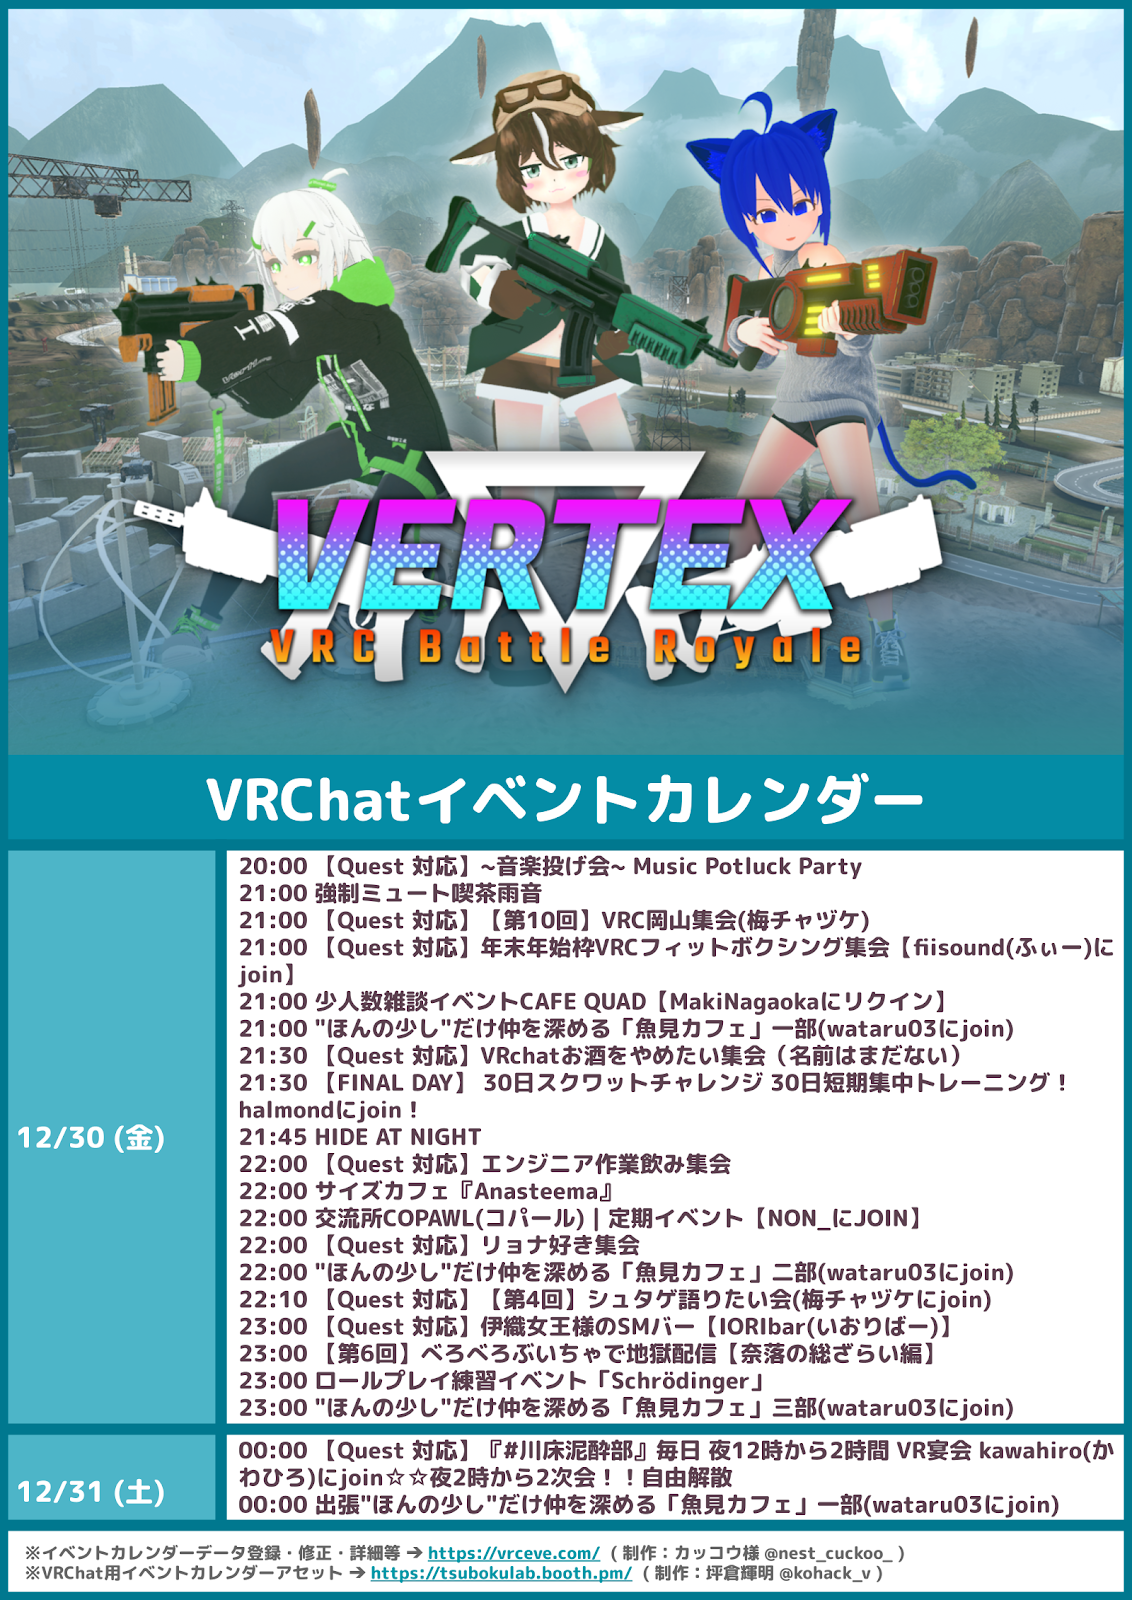 VERTEX
VRC Battle Royale
VRChatイベントカレンダー
12/30 (金)
20:00 【Quest 対応】~音楽投げ会~ Music Potluck Party
21:00 強制ミュート喫茶雨音
21:00 【Quest 対応】【第10回】VRC岡山集会(梅チャヅケ)
21:00 【Quest 対応】年末年始枠VRCフィットボクシング集会【fiisound(ふぃー)に
join】
21:00 少人数雑談イベントCAFE QUAD【MakiNagaokaにリクイン】
21:00 "ほんの少し"だけ仲を深める「魚見カフェ」一部(wataru03にjoin)
21:30 【Quest 対応】VRchatお酒をやめたい集会（名前はまだない）
21:30 【FINAL DAY】 30日スクワットチャレンジ 30日短期集中トレーニング！
halmondにjoin！
21:45 HIDE AT NIGHT
22:00 【Quest 対応】エンジニア作業飲み集会
22:00 サイズカフェ『Anasteema』
22:00 交流所COPAWL(コパール) | 定期イベント【NON_にJOIN】
22:00 【Quest 対応】リョナ好き集会
22:00 "ほんの少し"だけ仲を深める「魚見カフェ」二部(wataru03にjoin)
22:10 【Quest 対応】【第4回】シュタゲ語りたい会(梅チャヅケにjoin)
23:00 【Quest 対応】伊織女王様のSMバー【IORIbar(いおりばー)】
23:00 【第6回】べろべろぶいちゃで地獄配信【奈落の総ざらい編】
23:00 ロールプレイ練習イベント「Schrödinger」
23:00 "ほんの少し"だけ仲を深める「魚見カフェ」三部(wataru03にjoin)
12/31 (土)
00:00 【Quest 対応】『#川床泥酔部』毎日 夜12時から2時間 VR宴会 kawahiro(か
わひろ)にjoin☆☆夜2時から2次会！！自由解散
00:00 出張"ほんの少し"だけ仲を深める「魚見カフェ」一部(wataru03にjoin)
※イベントカレンダーデータ登録・修正・詳細等 ➔ https://vrceve.com/ ( 制作：カッコウ様 @nest_cuckoo_ )
※VRChat用イベントカレンダーアセット ➔ https://tsubokulab.booth.pm/ ( 制作：坪倉輝明 @kohack_v )